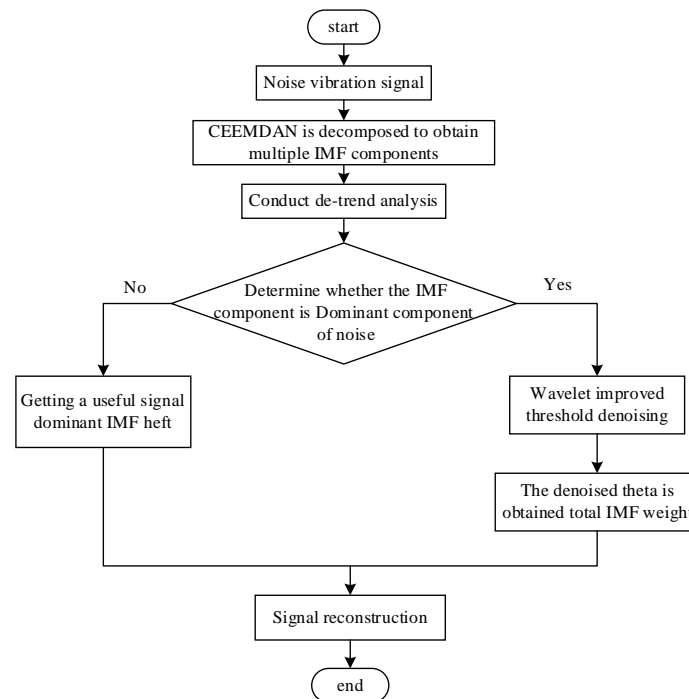 start
Noise vibration signal
CEEMDAN is decomposed to obtain
multiple IMF components
Conduct de-trend analysis
Determine whether the IMF
component is Dominant component
of noise
No
Yes
Getting a useful signal
dominant IMF heft
Wavelet improved
threshold denoising
The denoised theta is
obtained total IMF weight
Signal reconstruction
end